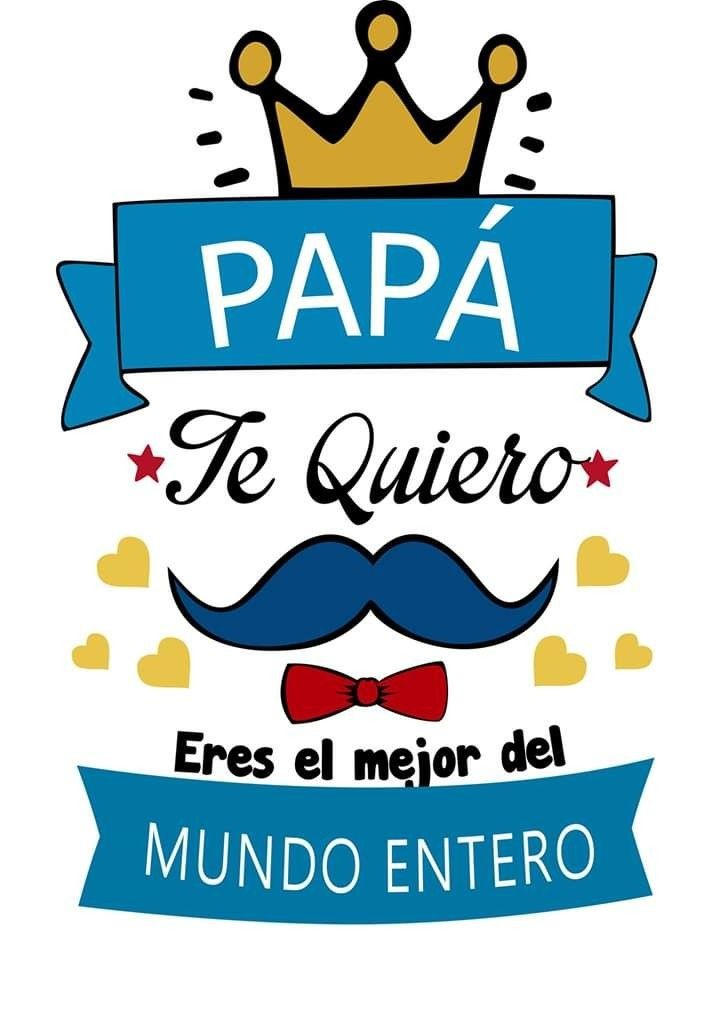 PAPÁ
Te Quiero
Eres el mejor del
MUNDO ENTERO